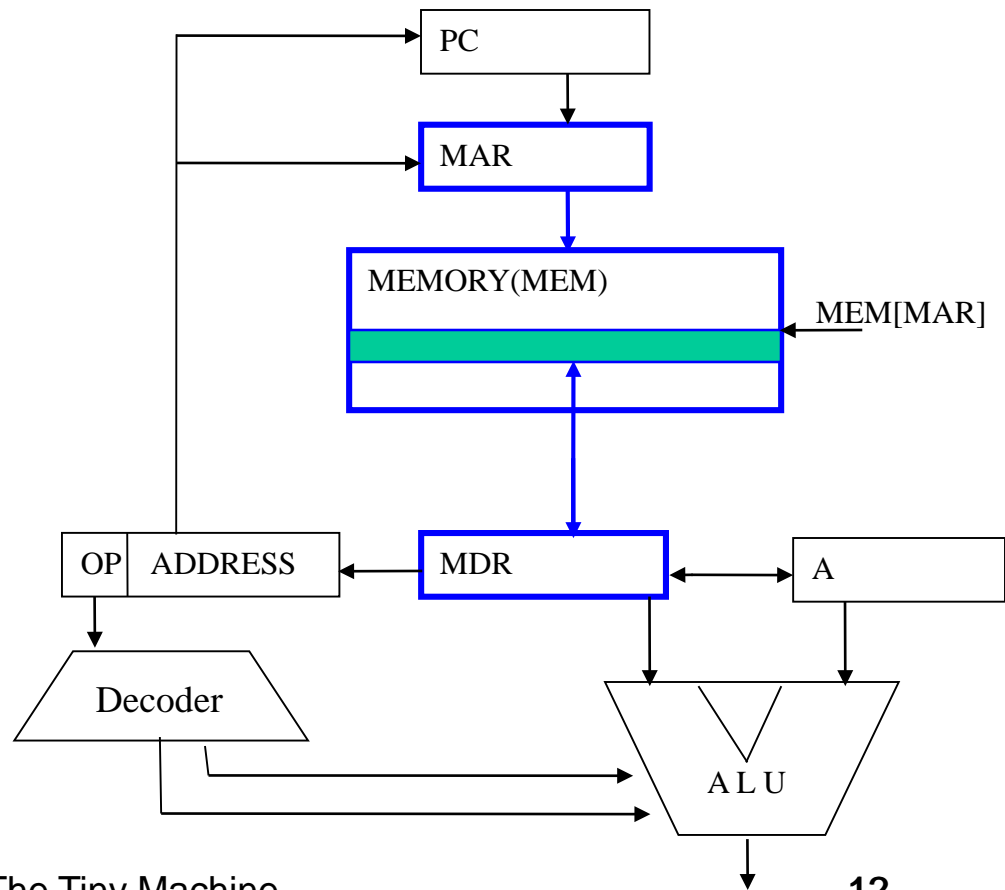 PC
MAR
MEMORY(MEM)
MEM[MAR]
OP ADDRESS
MDR
A
Decoder
A L U
The Tiny Machine
12